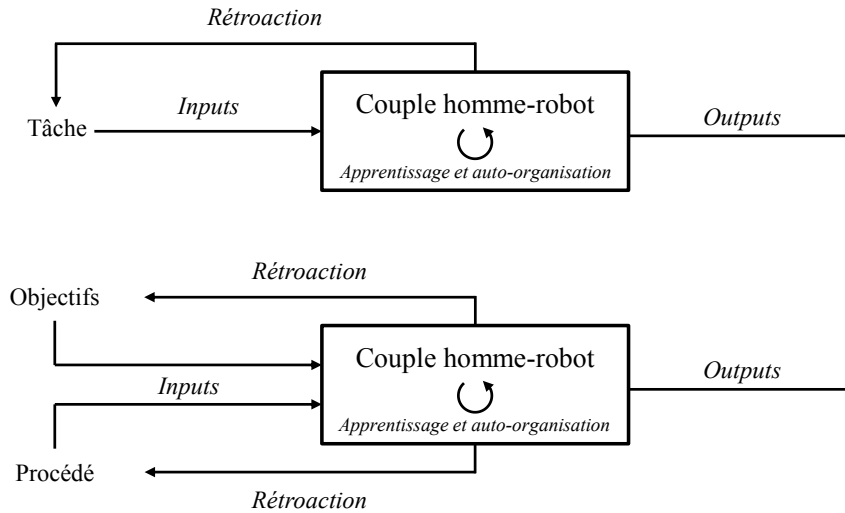 Rétroaction
Tâche
Inputs
Couple homme-robot
Apprentissage et auto-organisation
Outputs
Rétroaction
Objectifs
Inputs
Couple homme-robot
Apprentissage et auto-organisation
Outputs
Procédé
Rétroaction